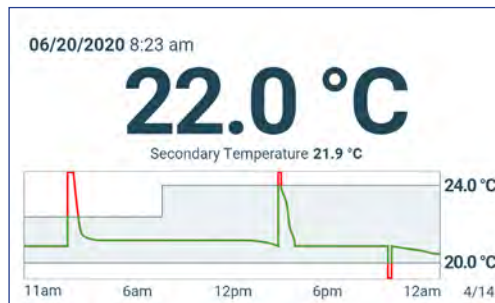 06/20/2020 8:23 am
22.0 °C
Secondary Temperature 21.9 °C
24.0 °C
20.0 °C
11am 6am 12pm 6pm 12am 4/14